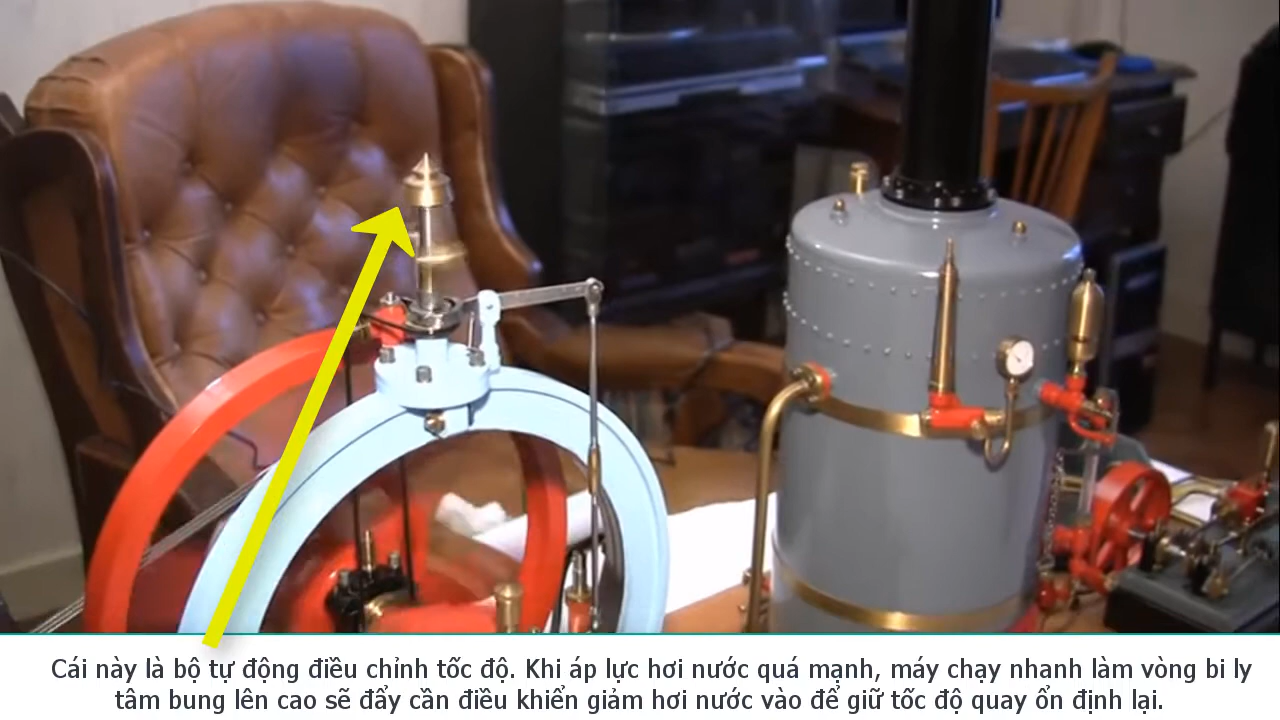 Cái này là bộ tự động điều chỉnh tốc độ. Khi áp lực hơi nước quá mạnh, máy chạy nhanh làm vòng bi ly
tâm bung lên cao sẽ đẩy cần điều khiển giảm hơi nước vào để giữ tốc độ quay ổn định lại.